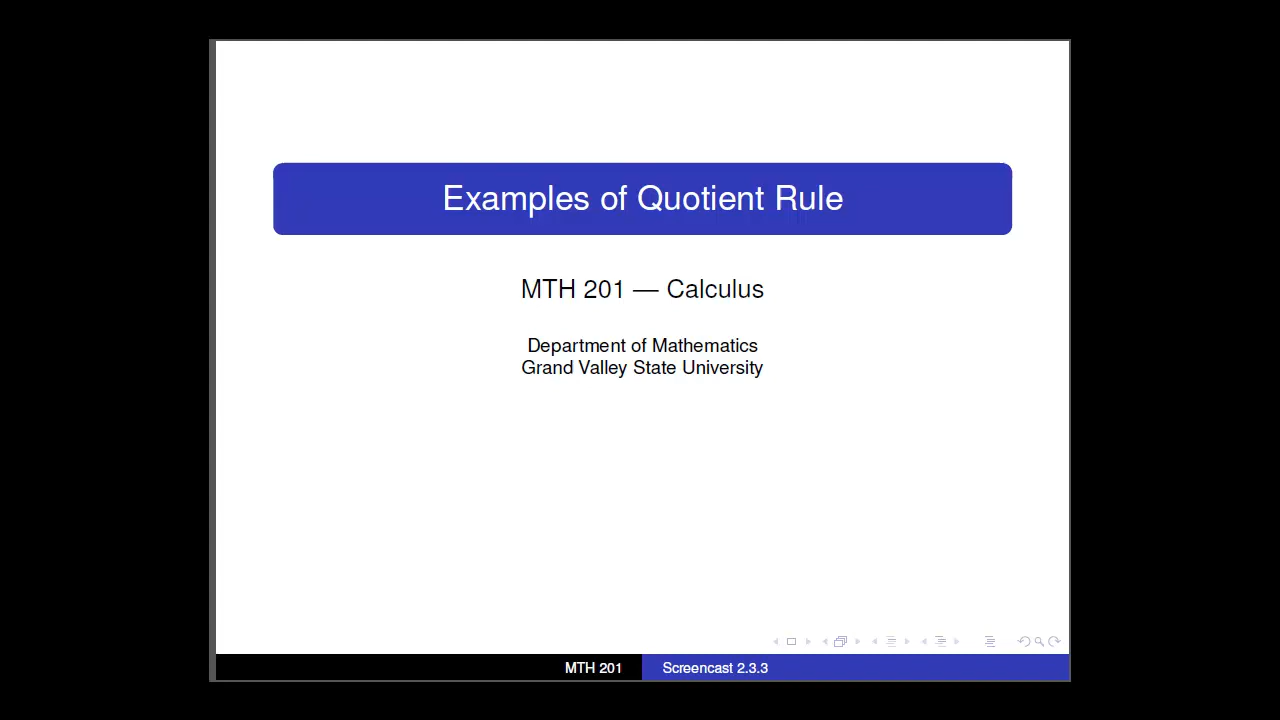 Examples of Quotient Rule
MTH 201 — Calculus
Department of Mathematics
Grand Valley State University
MTH 201
Screencast 2.3.3